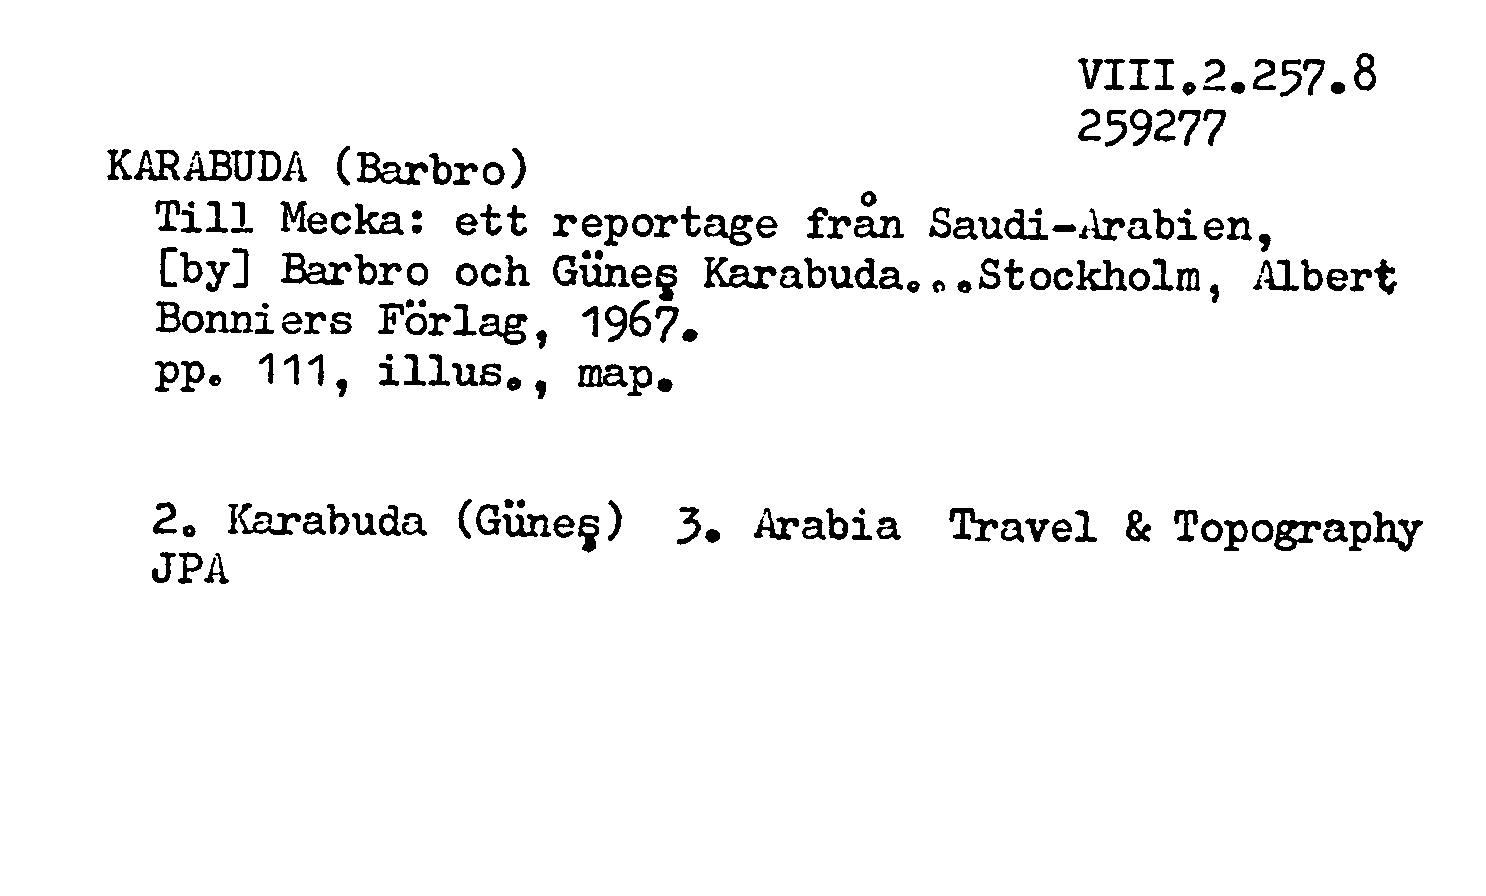 VIII.2.257.8
259277
KARABUDA (Barbro)
Till Mecka: ett reportage från Saudi-Arabien,
[by] Barbro och Güneş Karabuda...Stockholm, Albert
Bonniers Förlag, 1967.
pp. 111, illus., map.
2. Karabuda (Güneş) 3. Arabia Travel & Topography
JPA